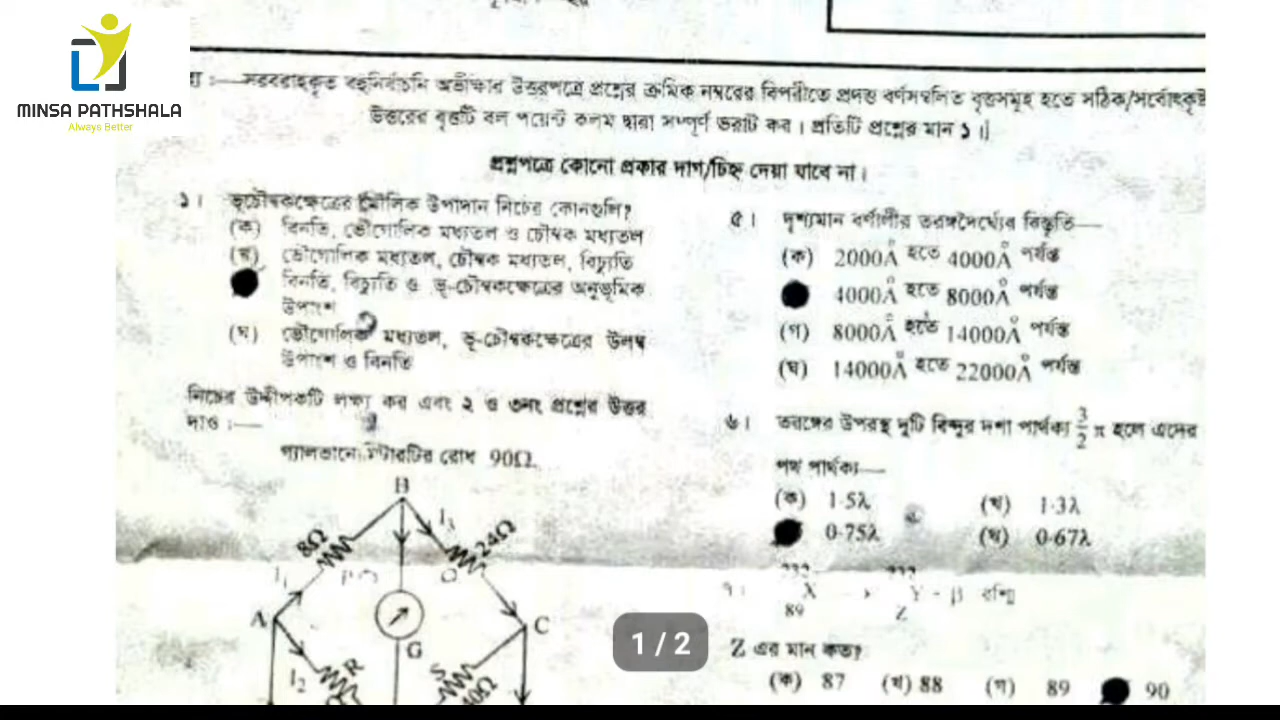 MINSA PATHSHALA
Always Better
সরবরাহকৃত বহুনির্বাচনি অভীক্ষার উত্তরপত্রে প্রশ্নের ক্রমিক নম্বরের বিপরীতে প্রদত্ত বর্ণসম্বলিত বৃত্তসমূহ হতে সঠিক/সর্বোৎকৃষ্ট
উত্তরের বৃত্তটি বল পয়েন্ট কলম দ্বারা সম্পূর্ণ ভরাট কর। প্রতিটি প্রশ্নের মান ১।
প্রশ্নপত্রে কোনো প্রকার দাগ/চিহ্ন দেয়া যাবে না।
১। ভূচৌম্বকক্ষেত্রের মৌলিক উপাদান নিচের কোনগুলি?
(ক) বিনতি, ভৌগোলিক মধ্যতল ও চৌম্বক মধ্যতল
(খ) ভৌগোলিক মধ্যতল, চৌম্বক মধ্যতল, বিচ্যুতি
বিনতি, বিচ্যুতি ও ভূ-চৌম্বকক্ষেত্রের অনুভূমিক
উপাংশ
(ঘ) ভৌগোলিক মধ্যতল, ভূ-চৌম্বকক্ষেত্রের উলম্ব
উপাংশ ও বিনতি
নিচের উদ্দীপকটি লক্ষ্য কর এবং ২ ও ৩নং প্রশ্নের উত্তর
দাও :—
গ্যালভানোমিটারটির রোধ 90Ω.
B
8Ω
I₃
24Ω
I₁
P
Q
A
C
G
I₂
R
S
৫। দৃশ্যমান বর্ণালীর তরঙ্গদৈর্ঘ্যের বিস্তৃতি—
(ক) 2000Å হতে 4000Å পর্যন্ত
4000Å হতে 8000Å পর্যন্ত
(গ) 8000Å হতে 14000Å পর্যন্ত
(ঘ) 14000Å হতে 22000Å পর্যন্ত
৬। তরঙ্গের উপরস্থ দুটি বিন্দুর দশা পার্থক্য 3/2 π হলে এদের
পথ পার্থক্য—
(ক) 1·5λ (খ) 1·3λ
0·75λ (ঘ) 0·67λ
৭। X → Y + β রশ্মি
89 Z
Z এর মান কত?
(ক) 87 (খ) 88 (গ) 89 90
1 / 2